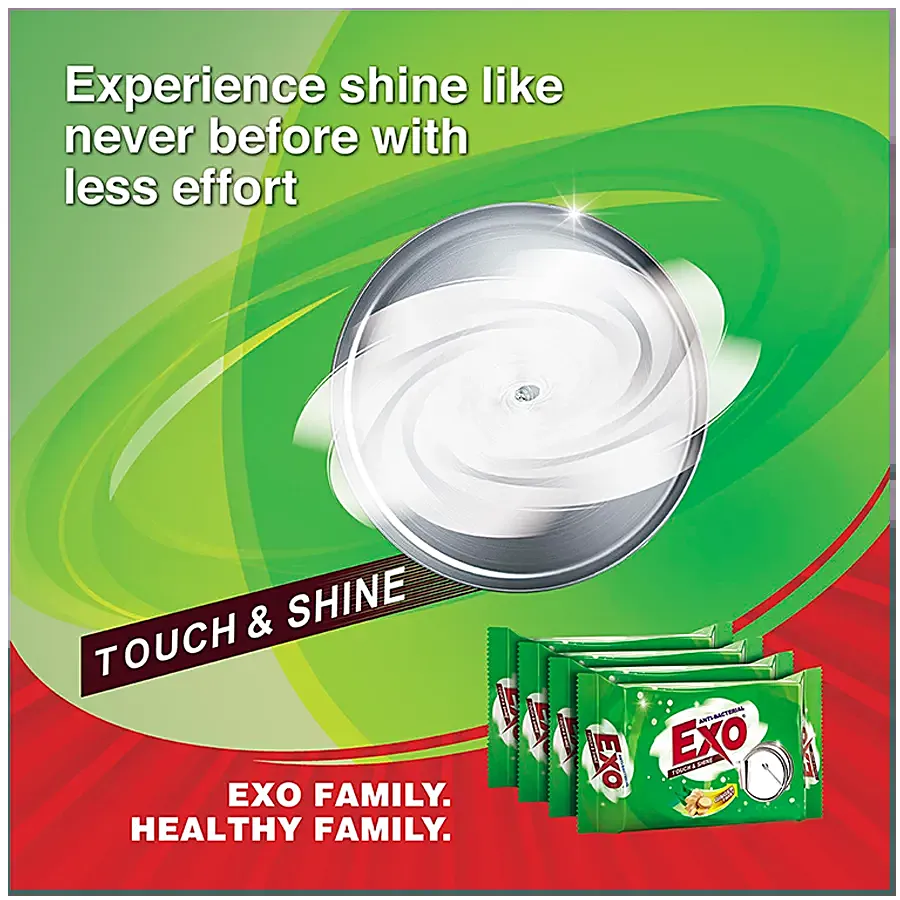 Experience shine like
never before with
less effort
TOUCH & SHINE
ANTI-BACTERIAL
EXO
TOUCH & SHINE
EXO
EXO FAMILY.
HEALTHY FAMILY.